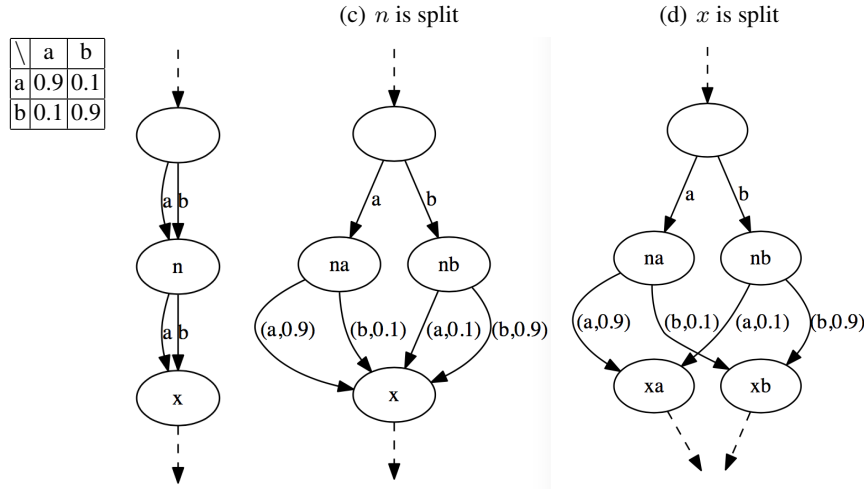 (c) n is split
(d) x is split
\ a b
a 0.9 0.1
b 0.1 0.9
a b
n
a b
x
a
b
na
nb
(a,0.9)
(b,0.1)
(a,0.1)
(b,0.9)
x
a
b
na
nb
(a,0.9)
(b,0.1)
(a,0.1)
(b,0.9)
xa
xb